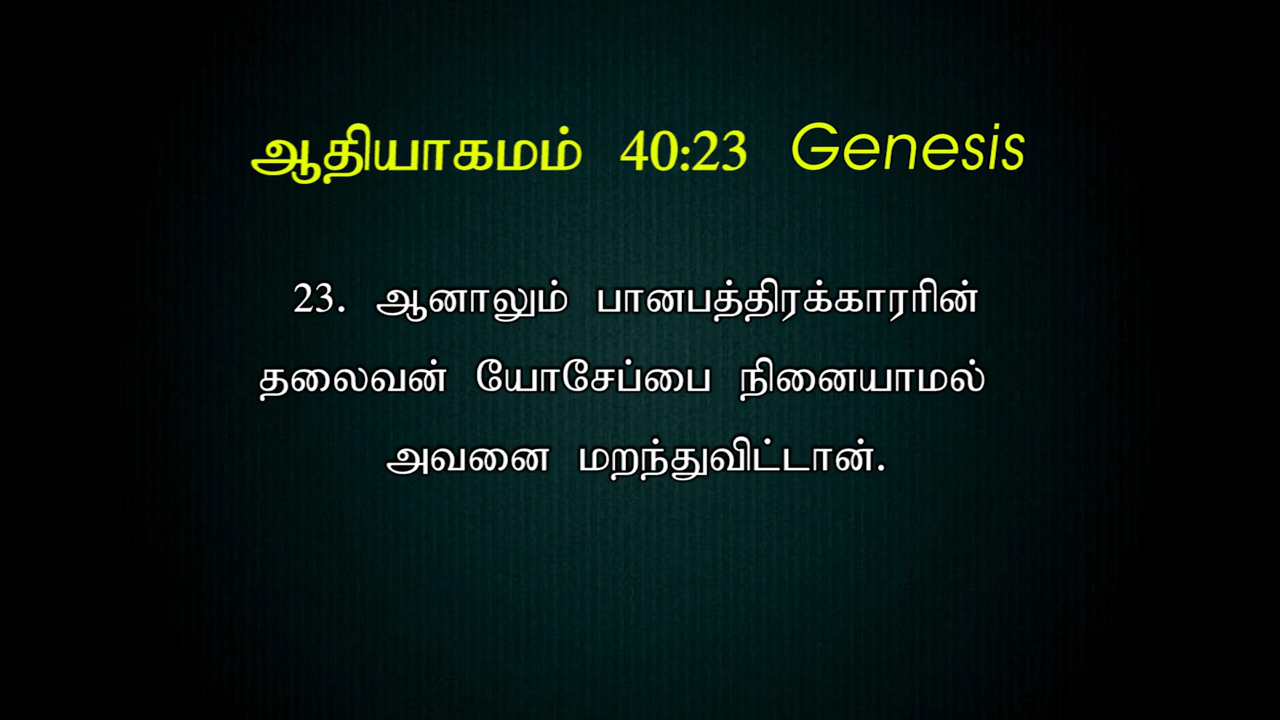 ஆதியாகமம் 40:23 Genesis
23. ஆனாலும் பானபத்திரக்காரரின்
தலைவன் யோசேப்பை நினையாமல்
அவனை மறந்துவிட்டான்.